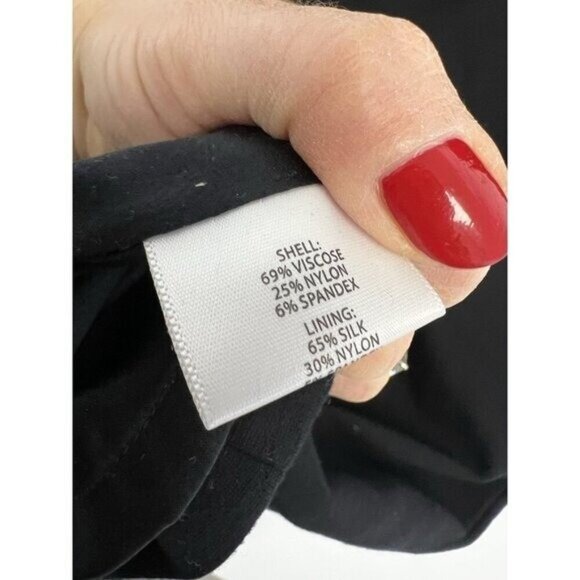 SHELL:
69% VISCOSE
25% NYLON
6% SPANDEX
LINING:
65% SILK
30% NYLON